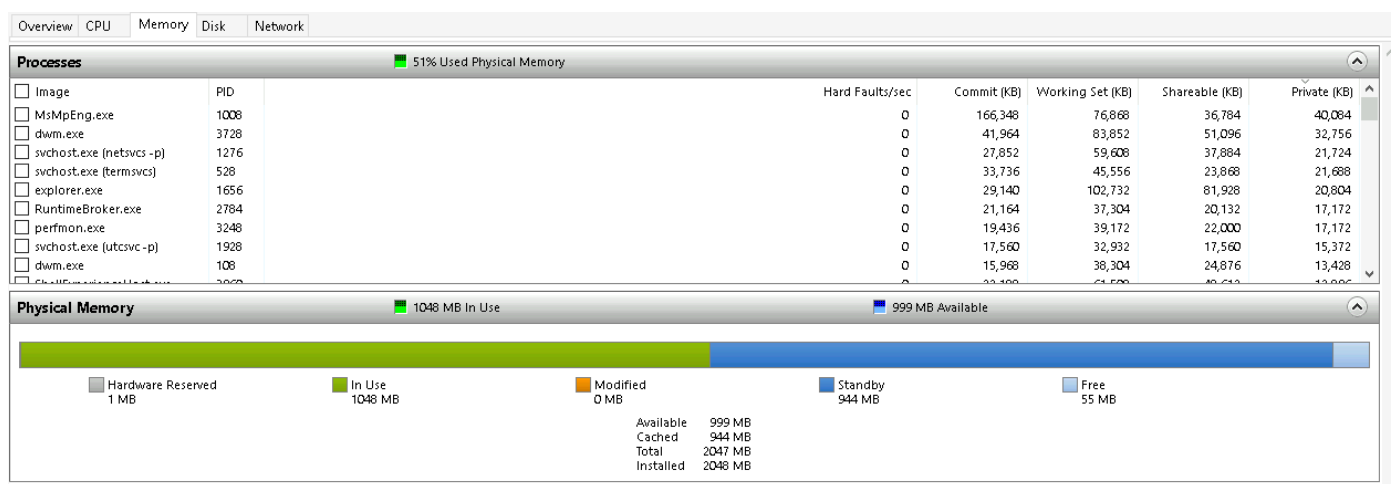 Overview CPU Memory Disk Network
Processes 51% Used Physical Memory
Image PID Hard Faults/sec Commit (KB) Working Set (KB) Shareable (KB) Private (KB)
MsMpEng.exe 1008 0 166,348 76,868 36,784 40,084
dwm.exe 3728 0 41,964 83,852 51,096 32,756
svchost.exe (netsvcs -p) 1276 0 27,852 59,608 37,884 21,724
svchost.exe (termsvcs) 528 0 33,736 45,556 23,868 21,688
explorer.exe 1656 0 29,140 102,732 81,928 20,804
RuntimeBroker.exe 2784 0 21,164 37,304 20,132 17,172
perfmon.exe 3248 0 19,436 39,172 22,000 17,172
svchost.exe (utcsvc -p) 1928 0 17,560 32,932 17,560 15,372
dwm.exe 108 0 15,968 38,304 24,876 13,428
Physical Memory 1048 MB In Use 999 MB Available
Hardware Reserved In Use Modified Standby Free
1 MB 1048 MB 0 MB 944 MB 55 MB
Available 999 MB
Cached 944 MB
Total 2047 MB
Installed 2048 MB